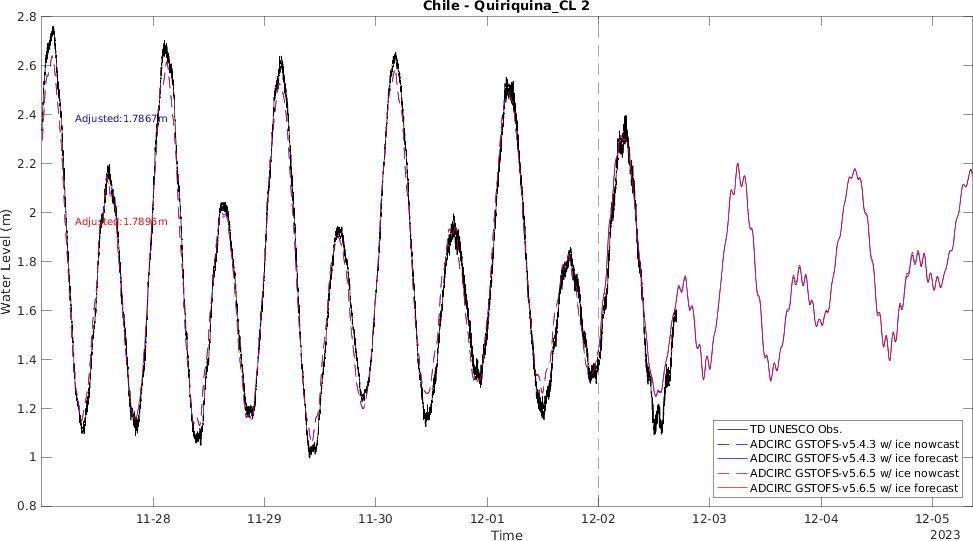 Chile - Quiriquina_CL 2
2.8
2.6
2.4
2.2
2
1.8
1.6
1.4
1.2
1
0.8
Water Level (m)
Adjusted:1.7867m
Adjusted:1.7896m
TD UNESCO Obs.
ADCIRC GSTOFS-v5.4.3 w/ ice nowcast
ADCIRC GSTOFS-v5.4.3 w/ ice forecast
ADCIRC GSTOFS-v5.6.5 w/ ice nowcast
ADCIRC GSTOFS-v5.6.5 w/ ice forecast
11-28 11-29 11-30 12-01 12-02 12-03 12-04 12-05
Time
2023